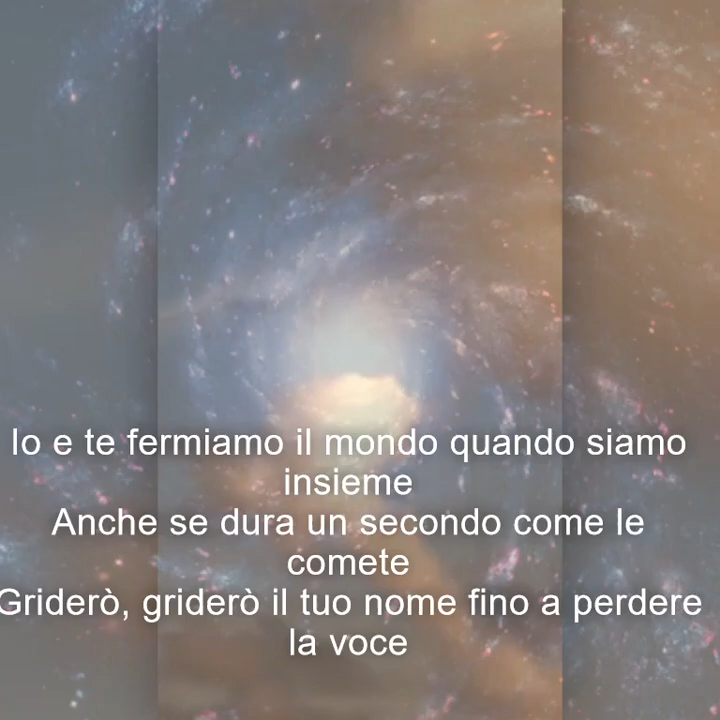 Io e te fermiamo il mondo quando siamo
insieme
Anche se dura un secondo come le
comete
Griderò, griderò il tuo nome fino a perdere
la voce